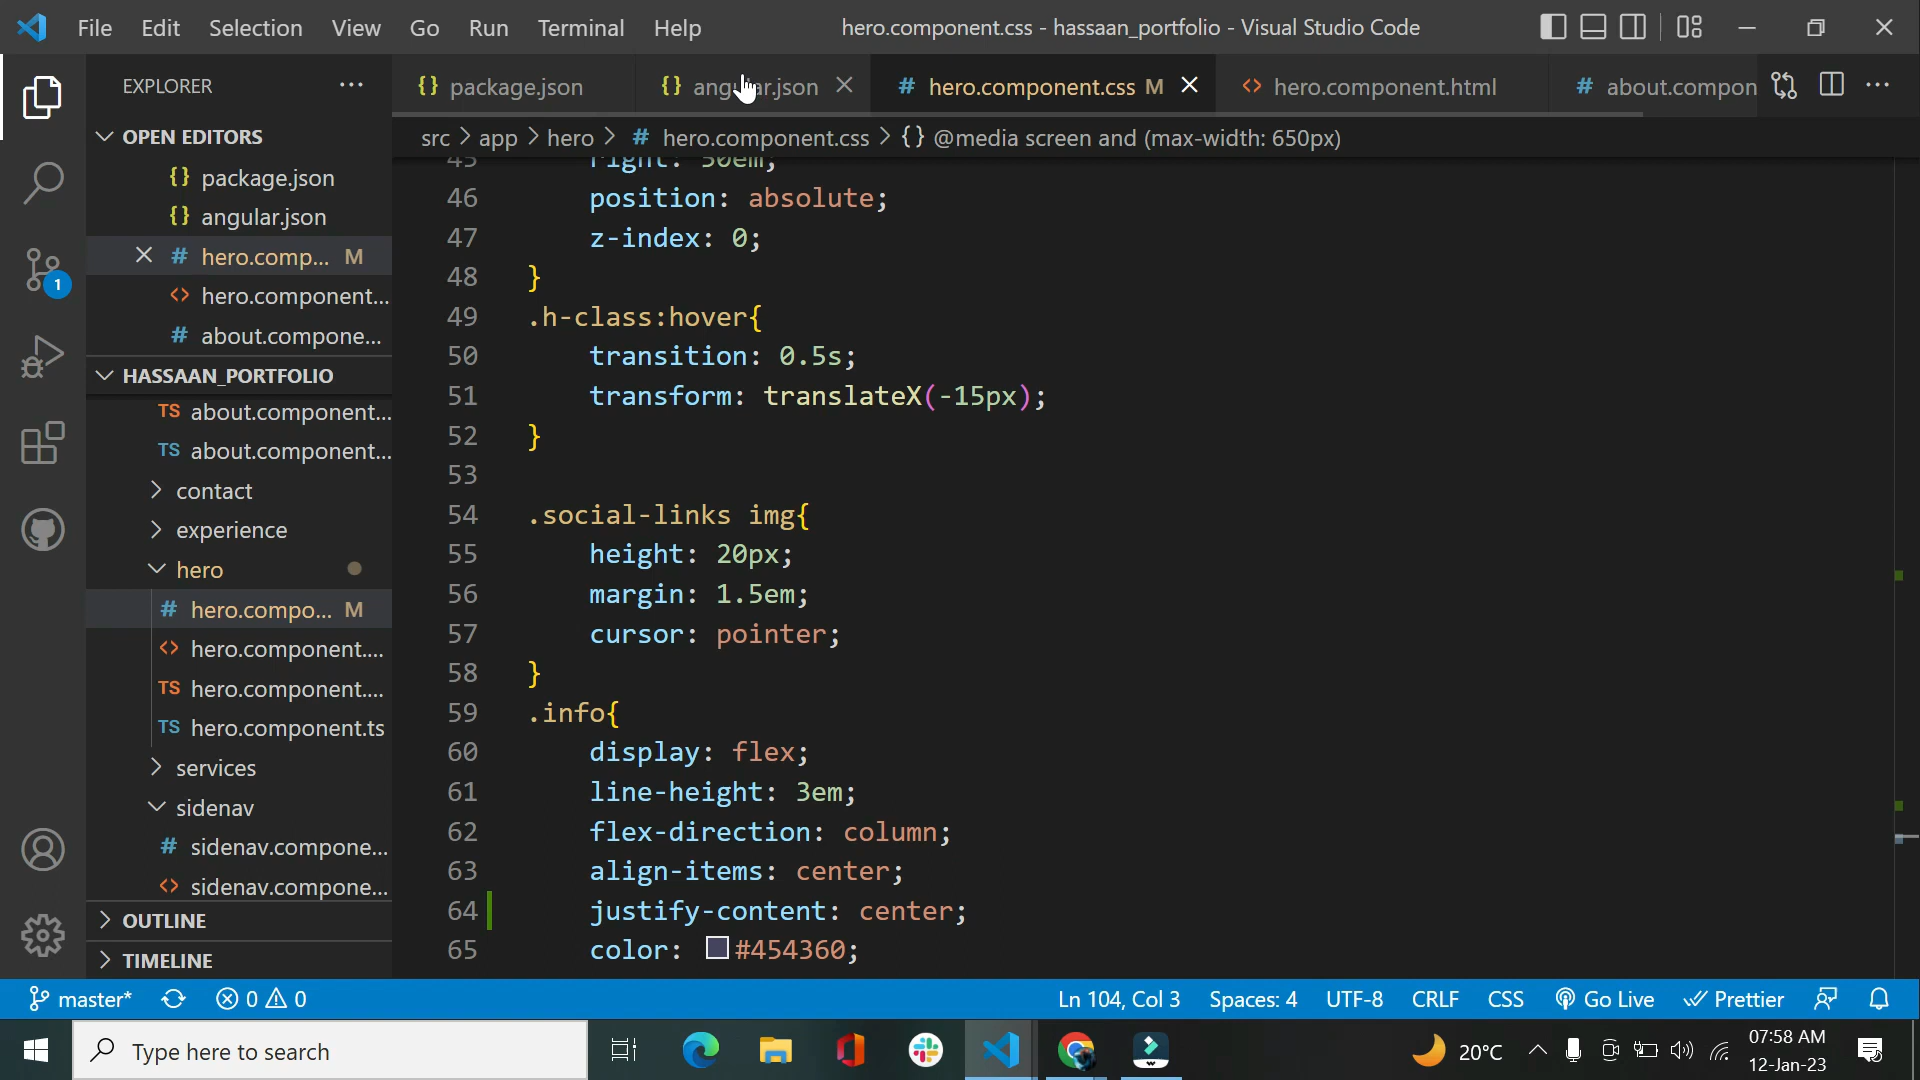 File Edit Selection View Go Run Terminal Help hero.component.css - hassaan_portfolio - Visual Studio Code
EXPLORER
{} package.json
{} angular.json
# hero.component.css M
<> hero.component.html
# about.compon
OPEN EDITORS
{} package.json
{} angular.json
# hero.comp... M
<> hero.component...
# about.compone...
1
HASSAAN_PORTFOLIO
TS about.component...
TS about.component...
contact
experience
hero
# hero.compo... M
<> hero.component....
TS hero.component....
TS hero.component.ts
services
sidenav
# sidenav.compone...
<> sidenav.compone...
OUTLINE
TIMELINE
src > app > hero > # hero.component.css > {} @media screen and (max-width: 650px)
45 right: 50em;
46 position: absolute;
47 z-index: 0;
48 }
49 .h-class:hover{
50 transition: 0.5s;
51 transform: translateX(-15px);
52 }
53
54 .social-links img{
55 height: 20px;
56 margin: 1.5em;
57 cursor: pointer;
58 }
59 .info{
60 display: flex;
61 line-height: 3em;
62 flex-direction: column;
63 align-items: center;
64 justify-content: center;
65 color: #454360;
master* 0 0 Ln 104, Col 3 Spaces: 4 UTF-8 CRLF CSS Go Live Prettier
Type here to search
20°C
07:58 AM
12-Jan-23